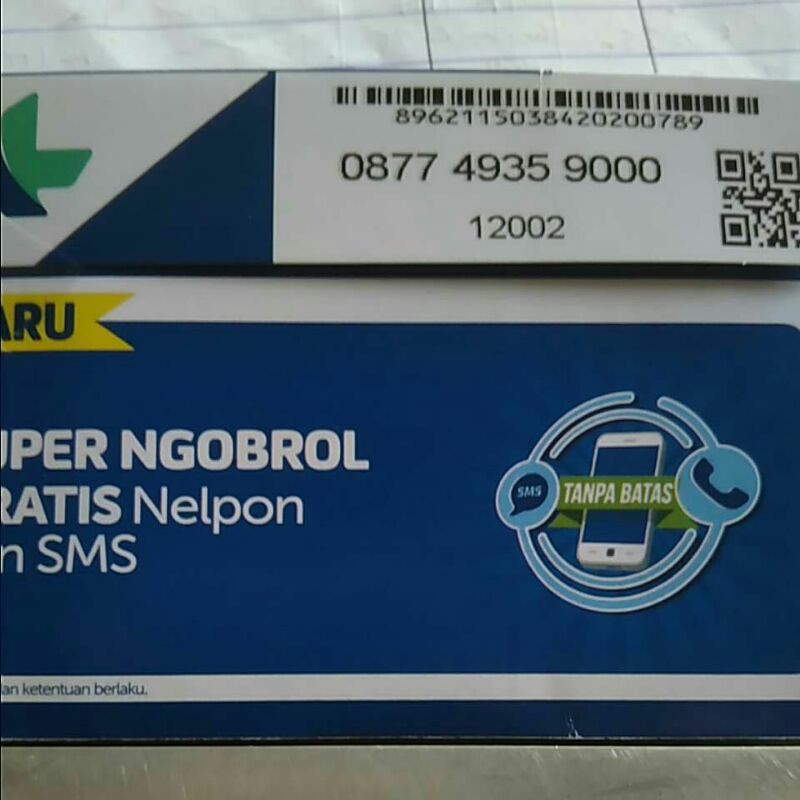 8962115038420200789
0877 4935 9000
12002
ARU
UPER NGOBROL
RATIS Nelpon
n SMS
SMS
TANPA BATAS
an ketentuan berlaku.